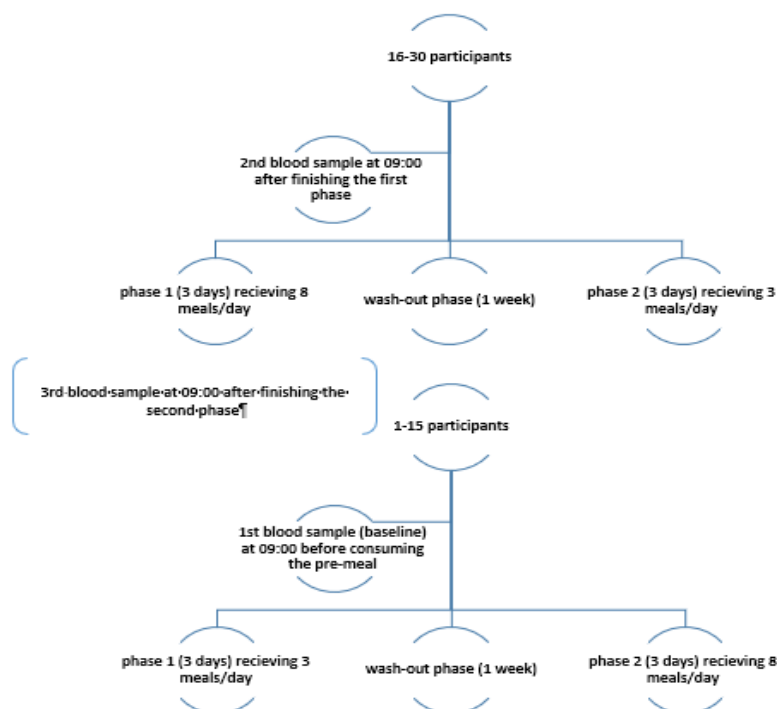 16-30 participants
2nd blood sample at 09:00
after finishing the first
phase
phase 1 (3 days) recieving 8
meals/day
wash-out phase (1 week)
phase 2 (3 days) recieving 3
meals/day
3rd·blood·sample·at·09:00·after·finishing·the·
second·phase¶
1-15 participants
1st blood sample (baseline)
at 09:00 before consuming
the pre-meal
phase 1 (3 days) recieving 3
meals/day
wash-out phase (1 week)
phase 2 (3 days) recieving 8
meals/day